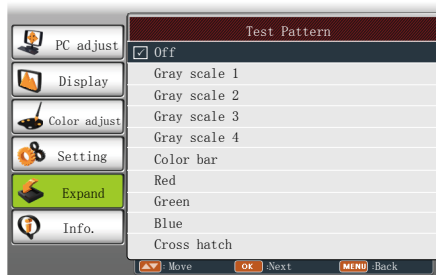 PC adjust
Display
Color adjust
Setting
Expand
Info.
Test Pattern
Off
Gray scale 1
Gray scale 2
Gray scale 3
Gray scale 4
Color bar
Red
Green
Blue
Cross hatch
: Move OK :Next MENU :Back